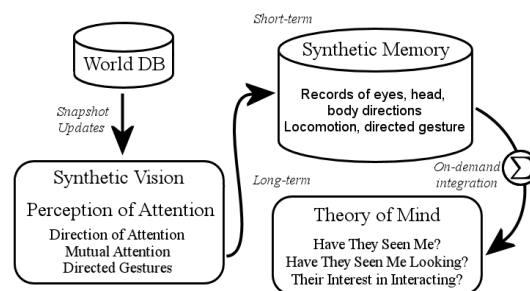 World DB
Snapshot
Updates
Synthetic Vision
Perception of Attention
Direction of Attention
Mutual Attention
Directed Gestures
Short-term
Synthetic Memory
Records of eyes, head,
body directions
Locomotion, directed gesture
On-demand
integration
Σ
Long-term
Theory of Mind
Have They Seen Me?
Have They Seen Me Looking?
Their Interest in Interacting?